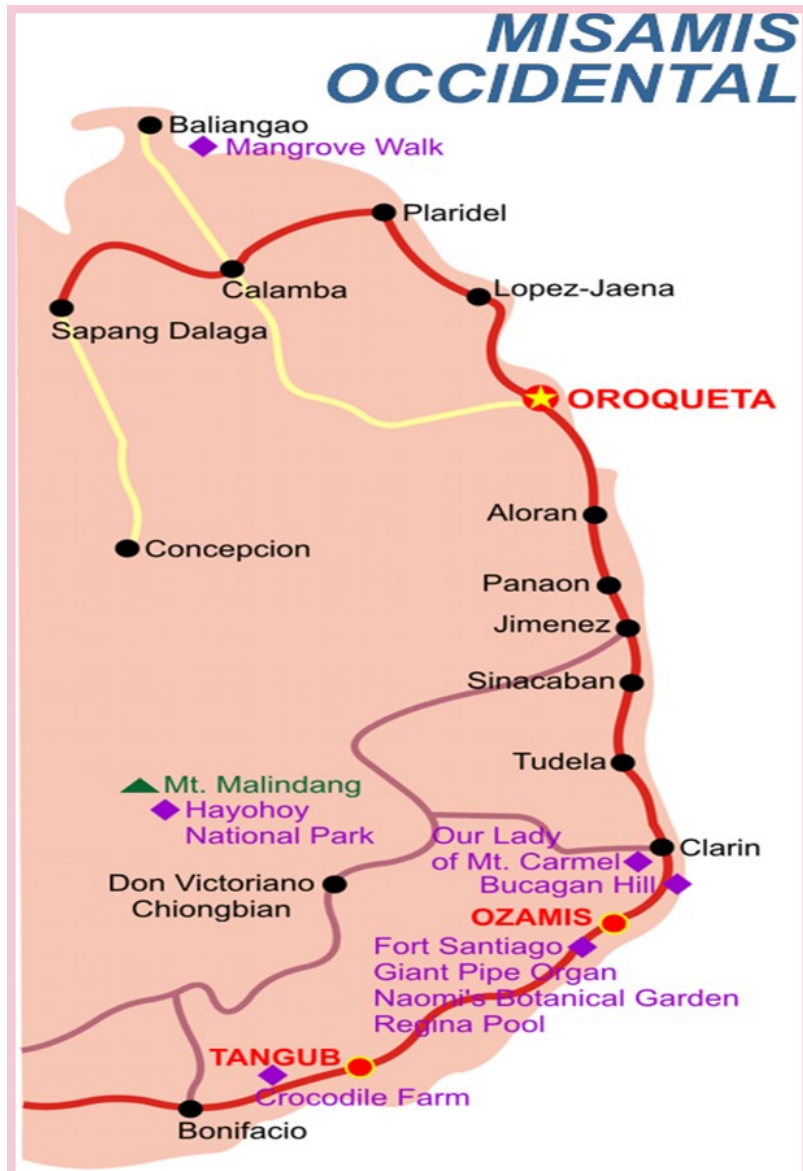 MISAMIS
OCCIDENTAL
Baliangao
Mangrove Walk
Plaridel
Calamba
Lopez-Jaena
Sapang Dalaga
OROQUETA
Aloran
Concepcion
Panaon
Jimenez
Sinacaban
Tudela
Mt. Malindang
Hayohoy
National Park
Our Lady
of Mt. Carmel
Clarin
Bucagan Hill
Don Victoriano
Chiongbian
OZAMIS
Fort Santiago
Giant Pipe Organ
Naomi's Botanical Garden
Regina Pool
TANGUB
Crocodile Farm
Bonifacio